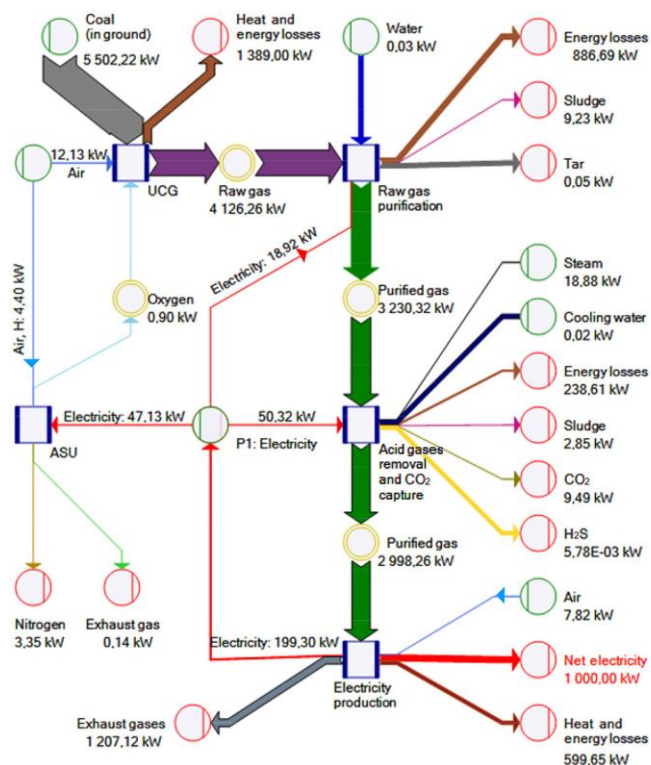 Coal
(in ground)
5 502,22 kW
Heat and
energy losses
1 389,00 kW
Water
0,03 kW
Energy losses
886,69 kW
Sludge
9,23 kW
12,13 kW
Air
UCG
Raw gas
4 126,26 kW
Raw gas
purification
Tar
0,05 kW
Electricity: 18,92 kW
Air, H: 4,40 kW
Oxygen
0,90 kW
Purified gas
3 230,32 kW
Steam
18,88 kW
Cooling water
0,02 kW
Energy losses
238,61 kW
Electricity: 47,13 kW
50,32 kW
ASU
P1: Electricity
Acid gases
removal
and CO₂
capture
Sludge
2,85 kW
CO₂
9,49 kW
H₂S
5,78E-03 kW
Purified gas
2 998,26 kW
Nitrogen
3,35 kW
Exhaust gas
0,14 kW
Air
7,82 kW
Electricity: 199,30 kW
Net electricity
1 000,00 kW
Electricity
production
Exhaust gases
1 207,12 kW
Heat and
energy losses
599,65 kW